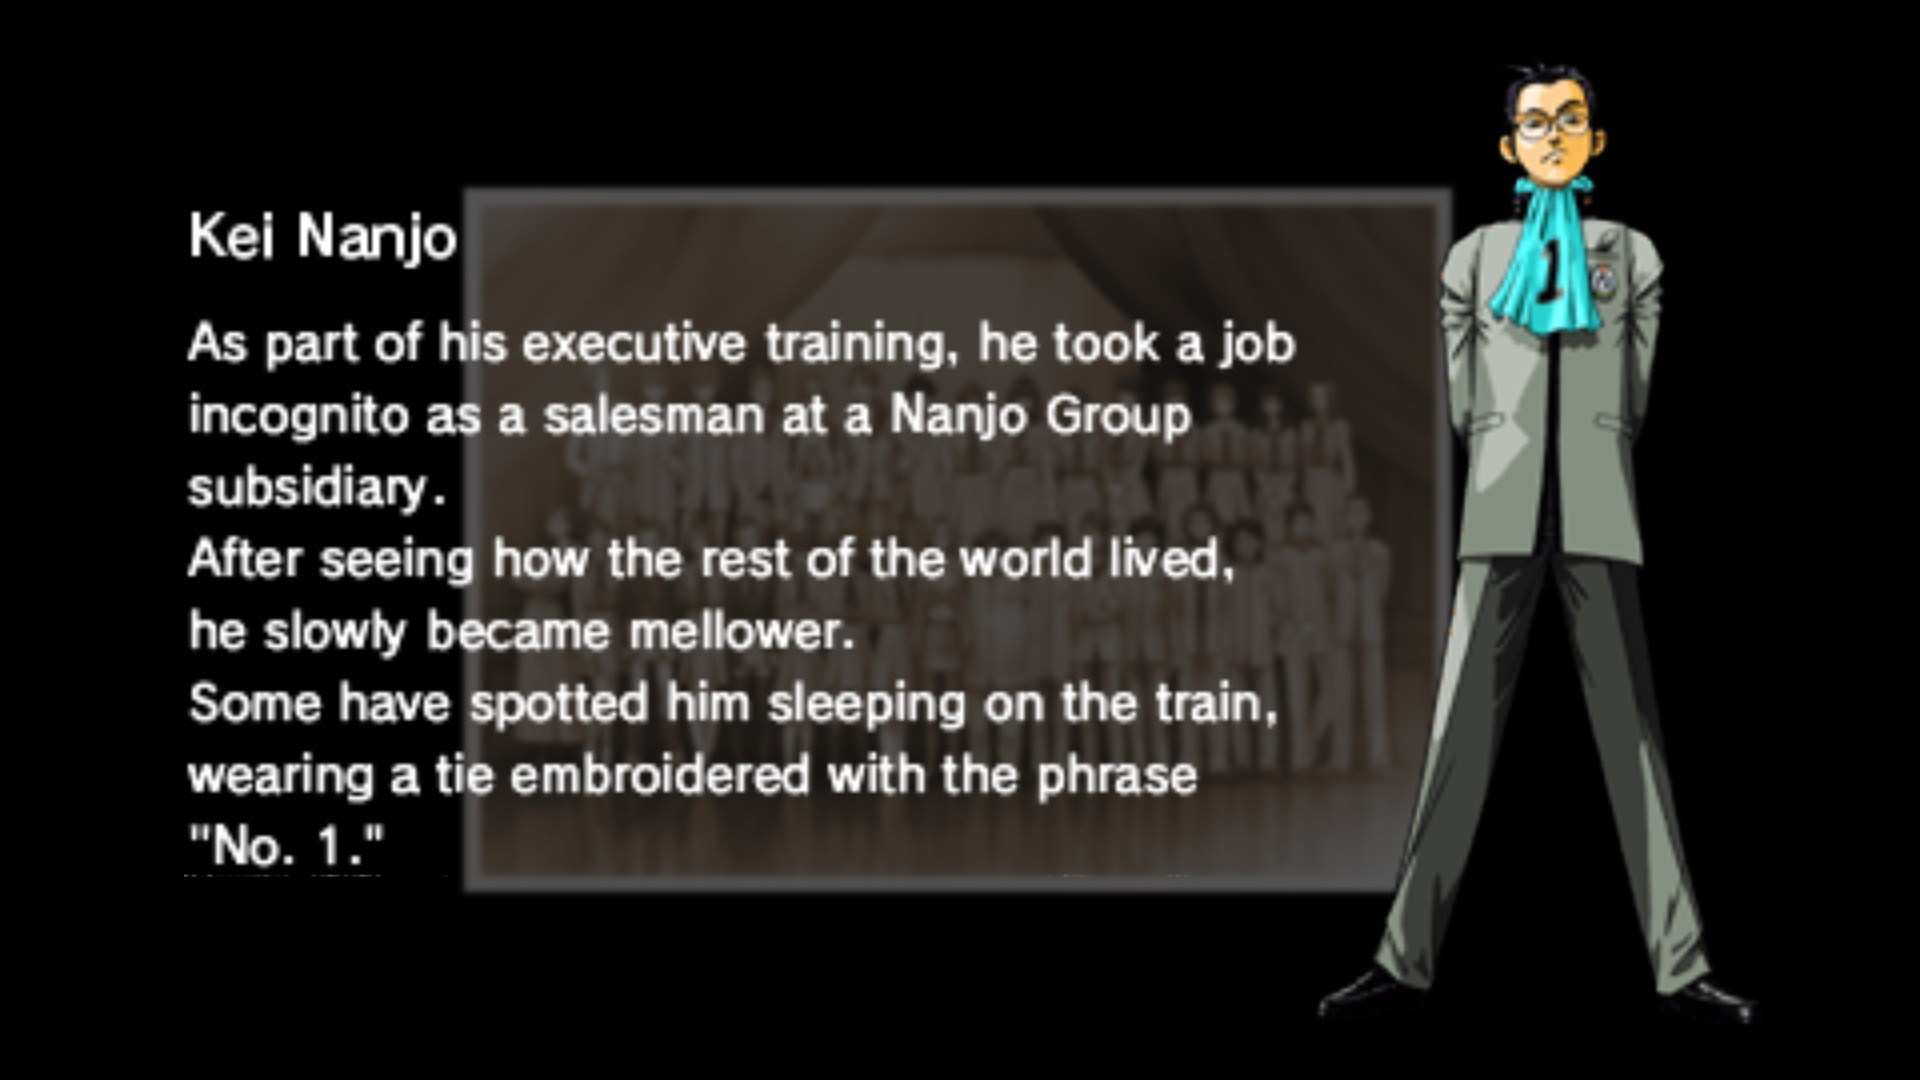 Kei Nanjo
As part of his executive training, he took a job
incognito as a salesman at a Nanjo Group
subsidiary.
After seeing how the rest of the world lived,
he slowly became mellower.
Some have spotted him sleeping on the train,
wearing a tie embroidered with the phrase
"No. 1."
1